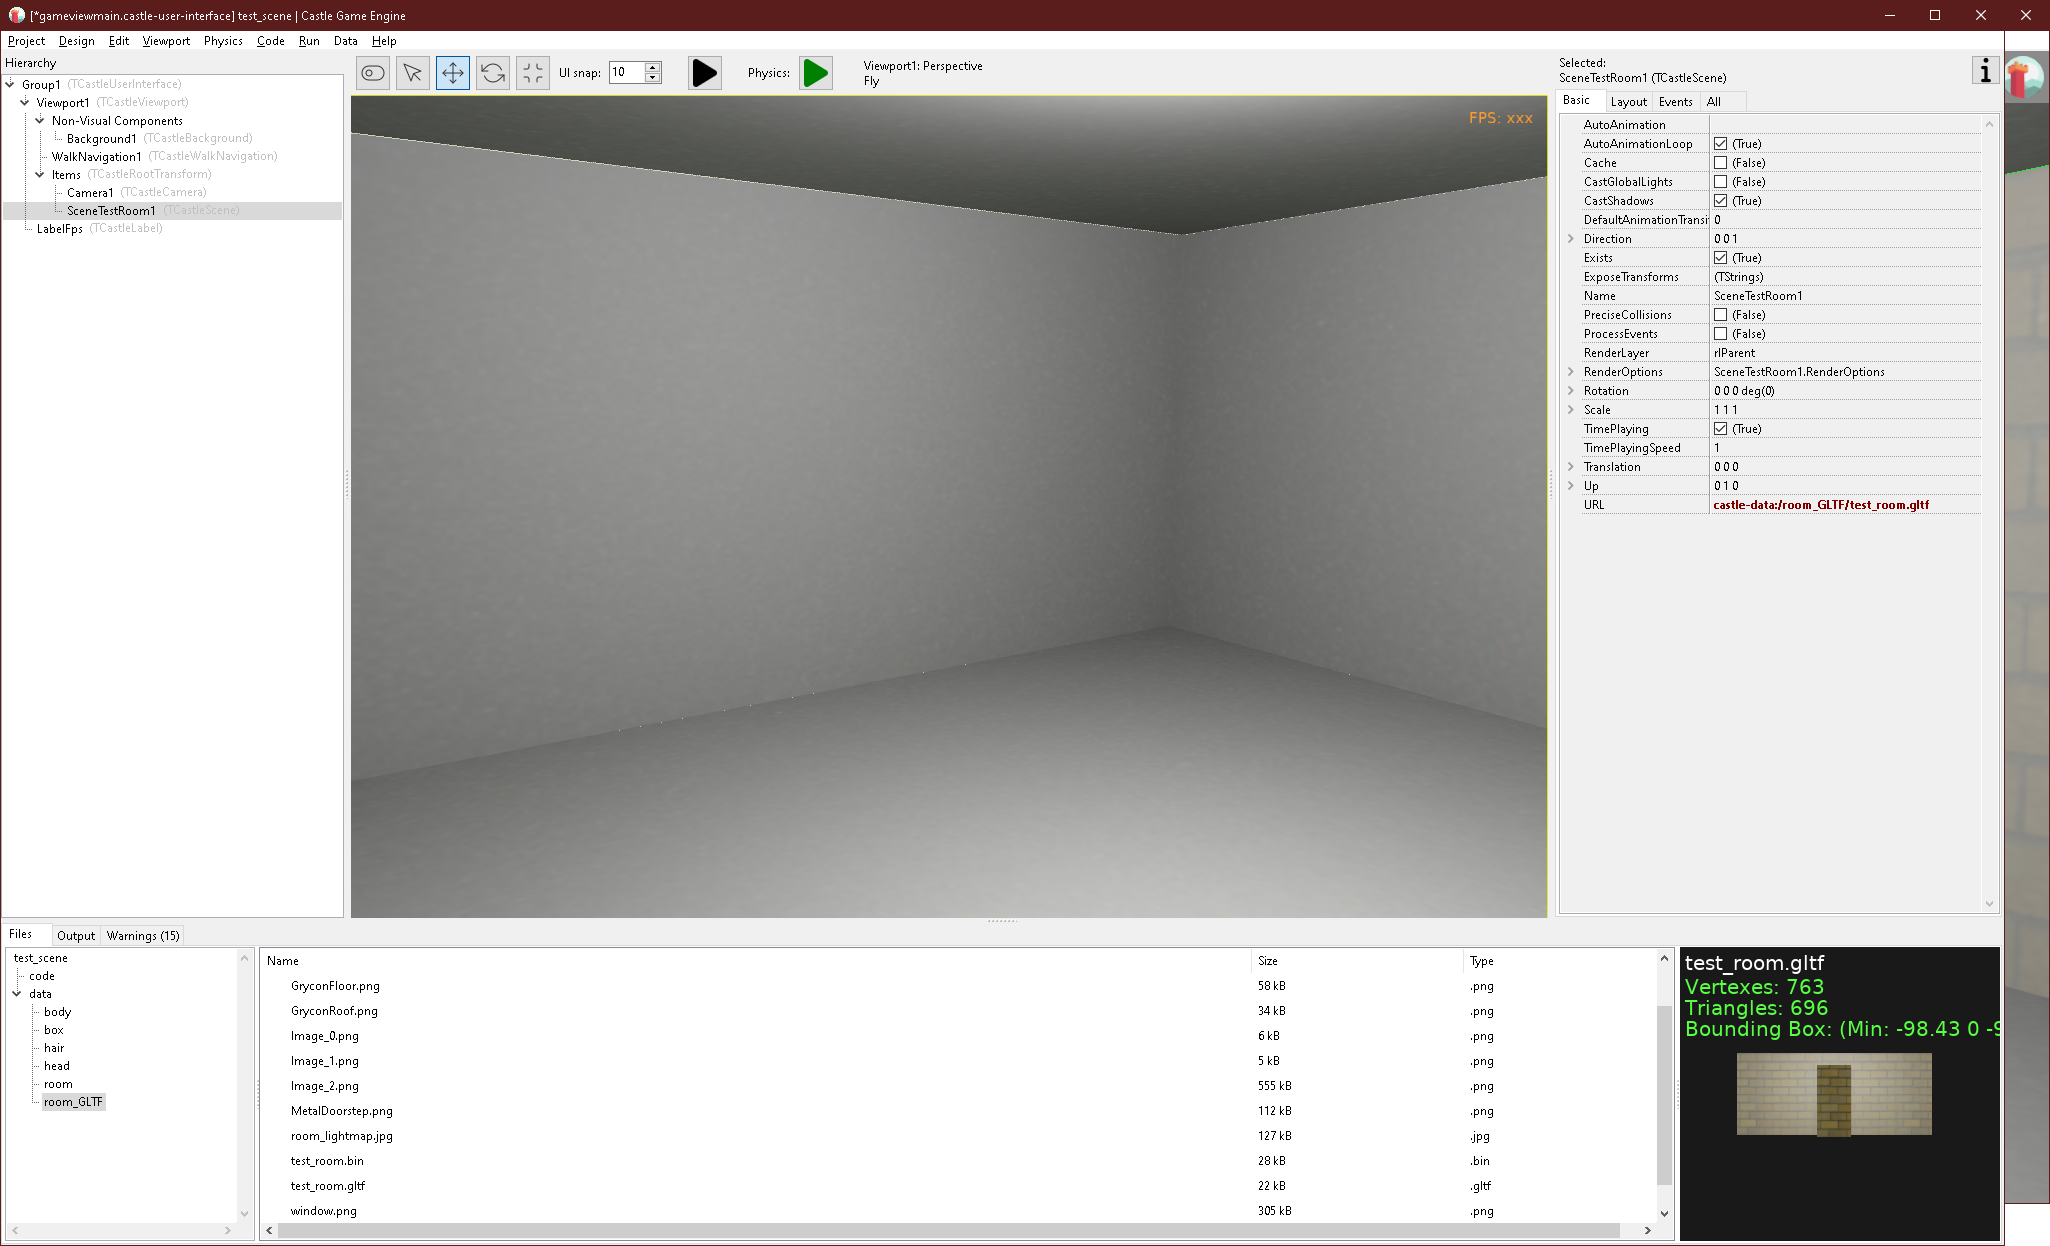 [*gameviewmain.castle-user-interface] test_scene | Castle Game Engine
Project Design Edit Viewport Physics Code Run Data Help
Hierarchy
Group1 (TCastleUserInterface)
Viewport1 (TCastleViewport)
Non-Visual Components
Background1 (TCastleBackground)
WalkNavigation1 (TCastleWalkNavigation)
Items (TCastleRootTransform)
Camera1 (TCastleCamera)
SceneTestRoom1 (TCastleScene)
LabelFps (TCastleLabel)
UI snap: 10
Physics:
Viewport1: Perspective
Fly
FPS: xxx
Selected:
SceneTestRoom1 (TCastleScene)
Basic Layout Events All
AutoAnimation
AutoAnimationLoop (True)
Cache (False)
CastGlobalLights (False)
CastShadows (True)
DefaultAnimationTransi 0
Direction 0 0 1
Exists (True)
ExposeTransforms (TStrings)
Name SceneTestRoom1
PreciseCollisions (False)
ProcessEvents (False)
RenderLayer rlParent
RenderOptions SceneTestRoom1.RenderOptions
Rotation 0 0 0 deg(0)
Scale 1 1 1
TimePlaying (True)
TimePlayingSpeed 1
Translation 0 0 0
Up 0 1 0
URL castle-data:/room_GLTF/test_room.gltf
Files Output Warnings (15)
test_scene
code
data
body
box
hair
head
room
room_GLTF
Name Size Type
GryconFloor.png 58 kB .png
GryconRoof.png 34 kB .png
Image_0.png 6 kB .png
Image_1.png 5 kB .png
Image_2.png 555 kB .png
MetalDoorstep.png 112 kB .png
room_lightmap.jpg 127 kB .jpg
test_room.bin 28 kB .bin
test_room.gltf 22 kB .gltf
window.png 305 kB .png
test_room.gltf
Vertexes: 763
Triangles: 696
Bounding Box: (Min: -98.43 0 -9